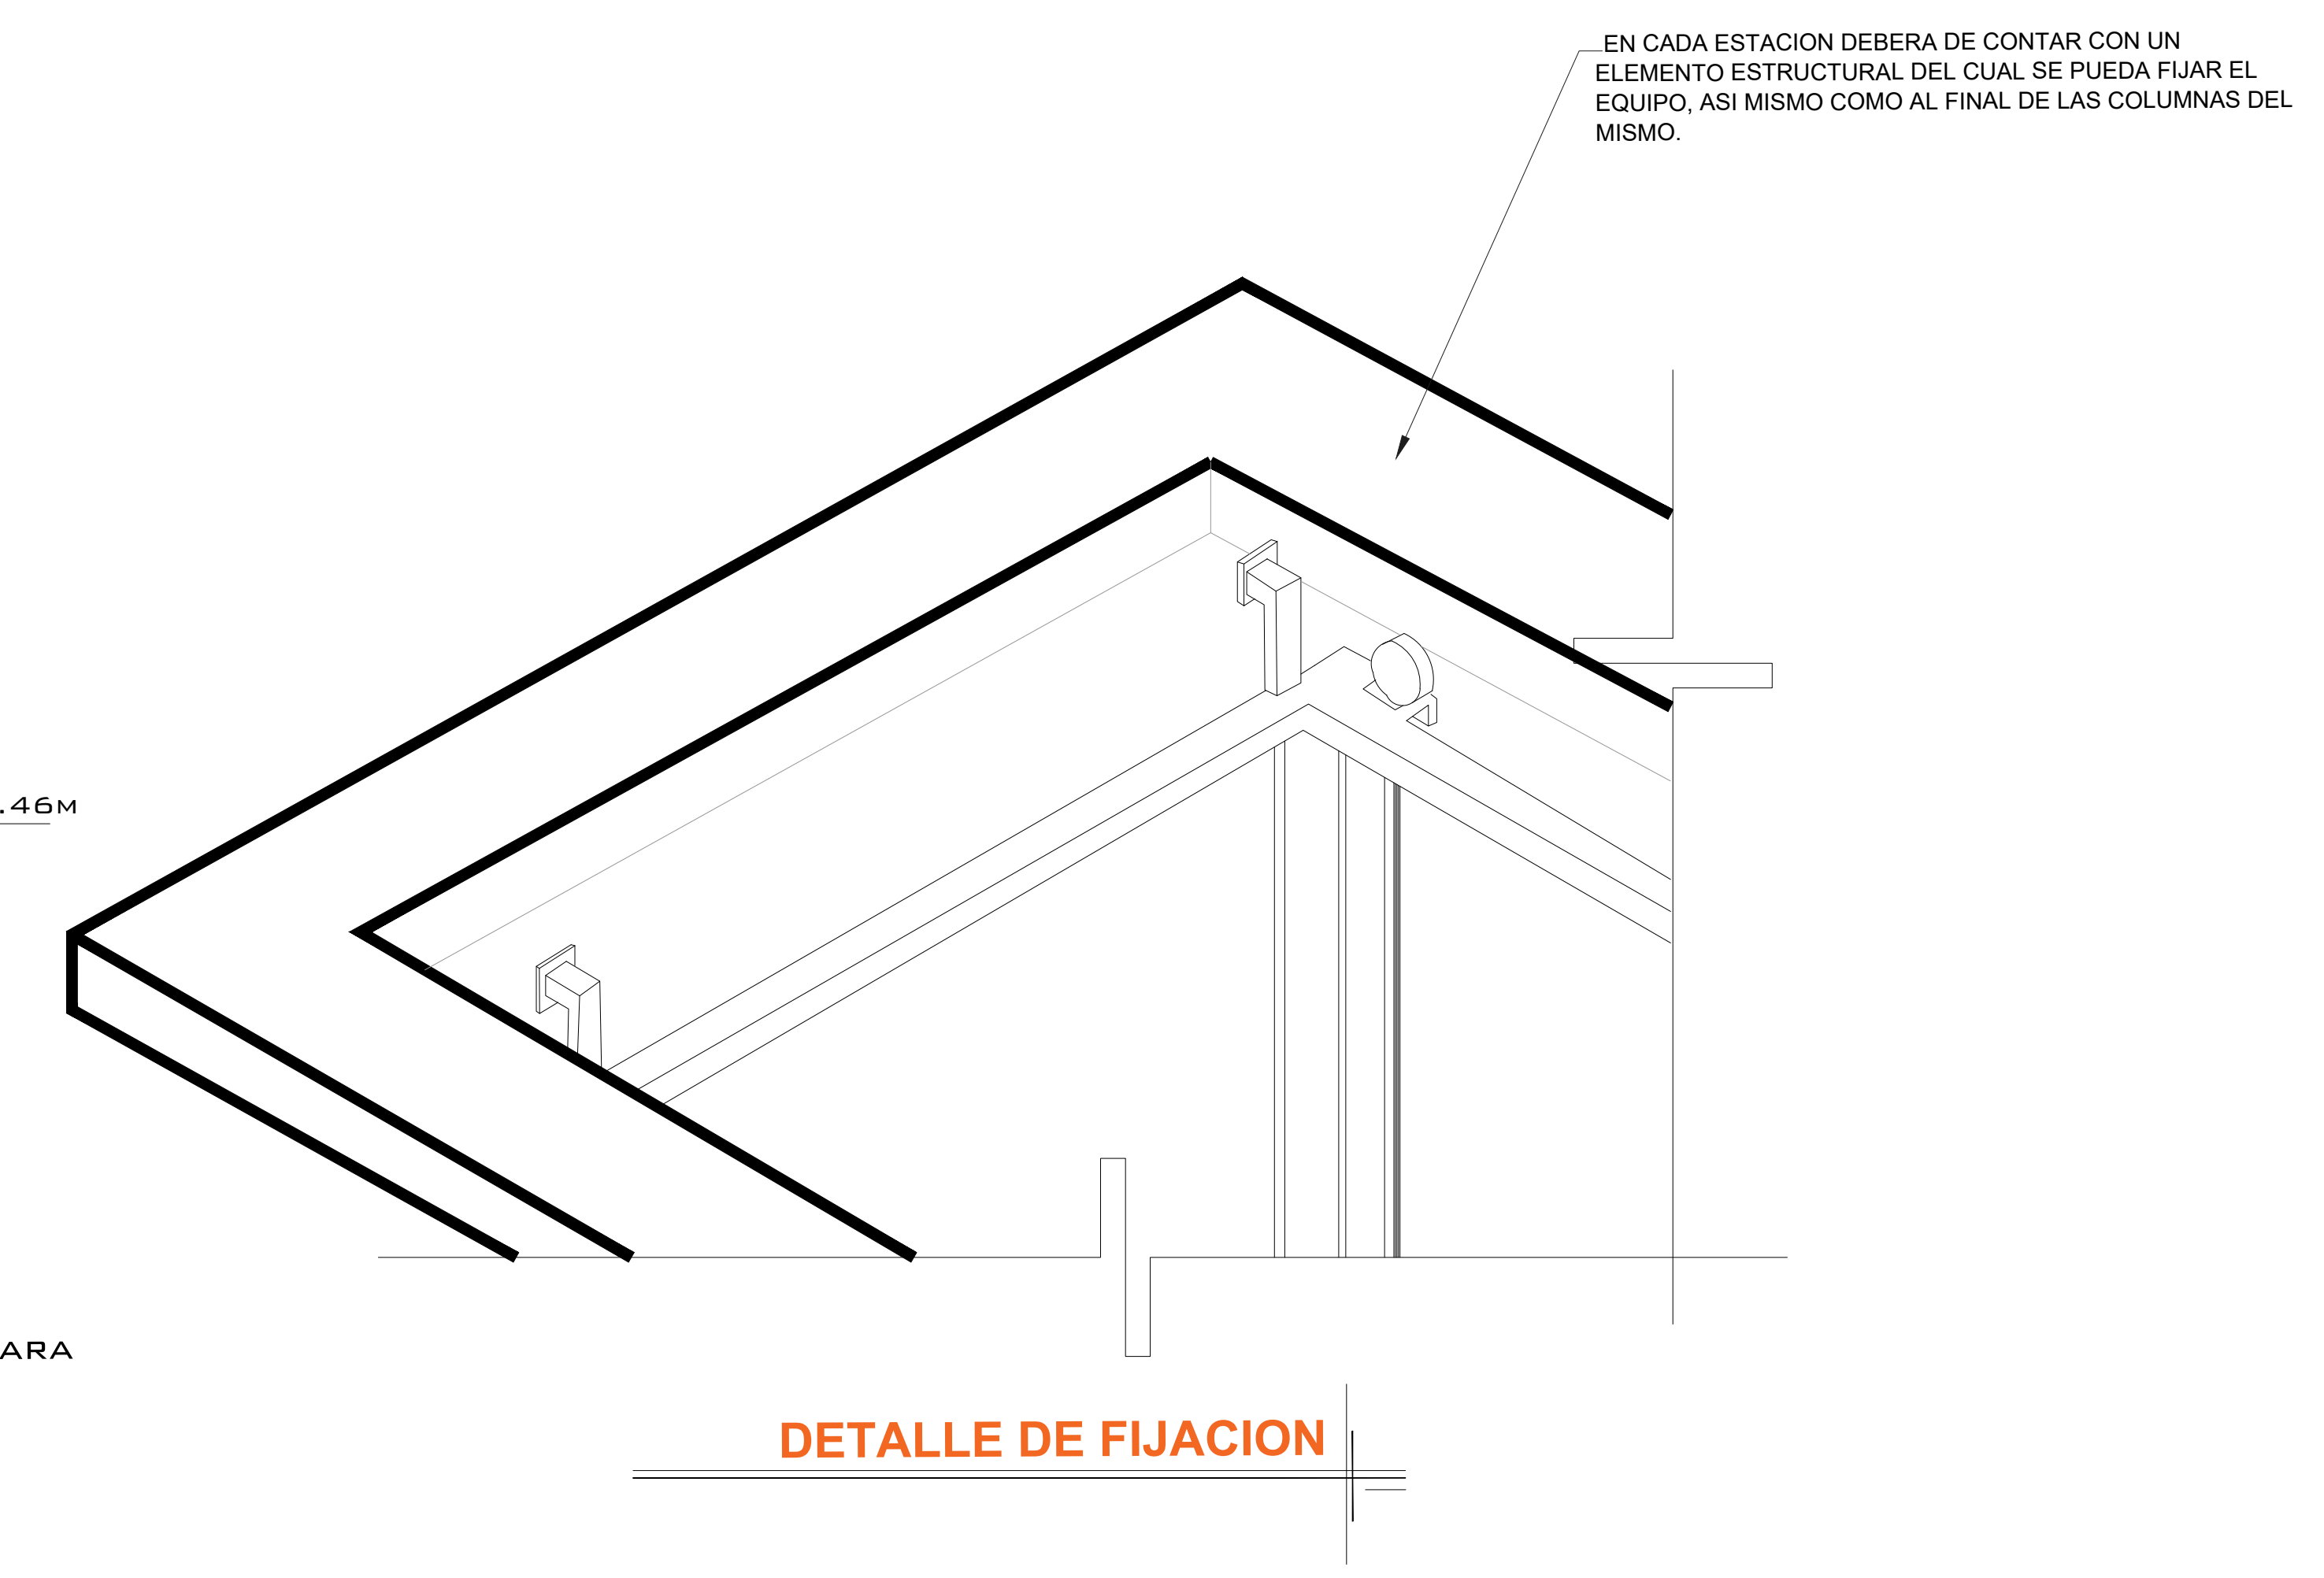 EN CADA ESTACION DEBERA DE CONTAR CON UN
ELEMENTO ESTRUCTURAL DEL CUAL SE PUEDA FIJAR EL
EQUIPO, ASI MISMO COMO AL FINAL DE LAS COLUMNAS DEL
MISMO.
.46M
ARA
DETALLE DE FIJACION